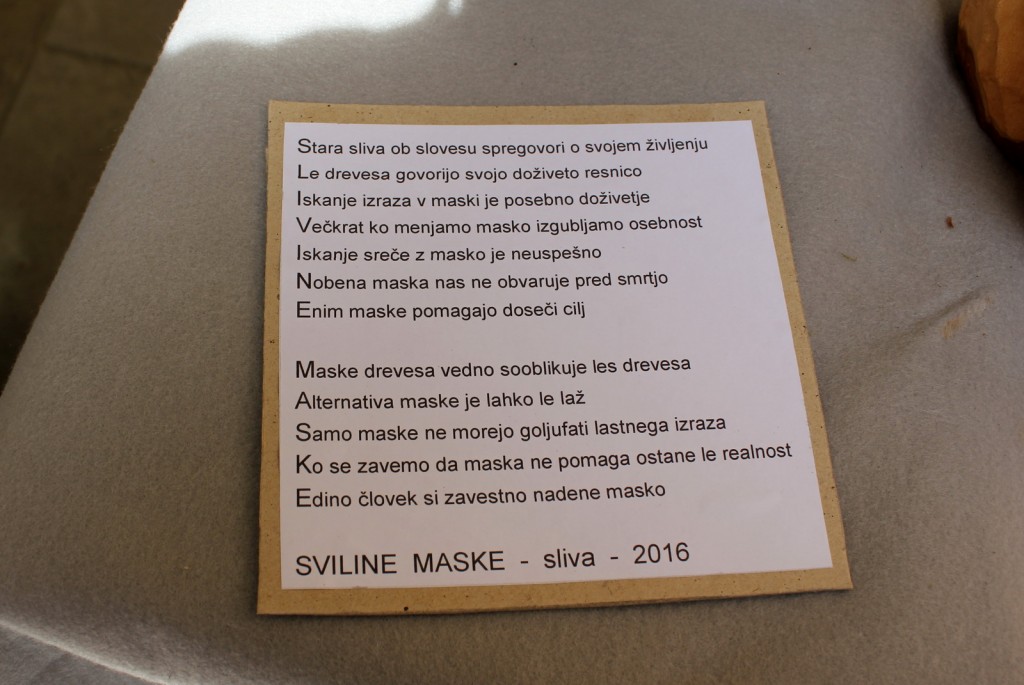 Stara sliva ob slovesu spregovori o svojem življenju
Le drevesa govorijo svojo doživeto resnico
Iskanje izraza v maski je posebno doživetje
Večkrat ko menjamo masko izgubljamo osebnost
Iskanje sreče z masko je neuspešno
Nobena maska nas ne obvaruje pred smrtjo
Enim maske pomagajo doseči cilj
Maske drevesa vedno sooblikuje les drevesa
Alternativa maske je lahko le laž
Samo maske ne morejo goljufati lastnega izraza
Ko se zavemo da maska ne pomaga ostane le realnost
Edino človek si zavestno nadene masko
SVILINE MASKE - sliva - 2016